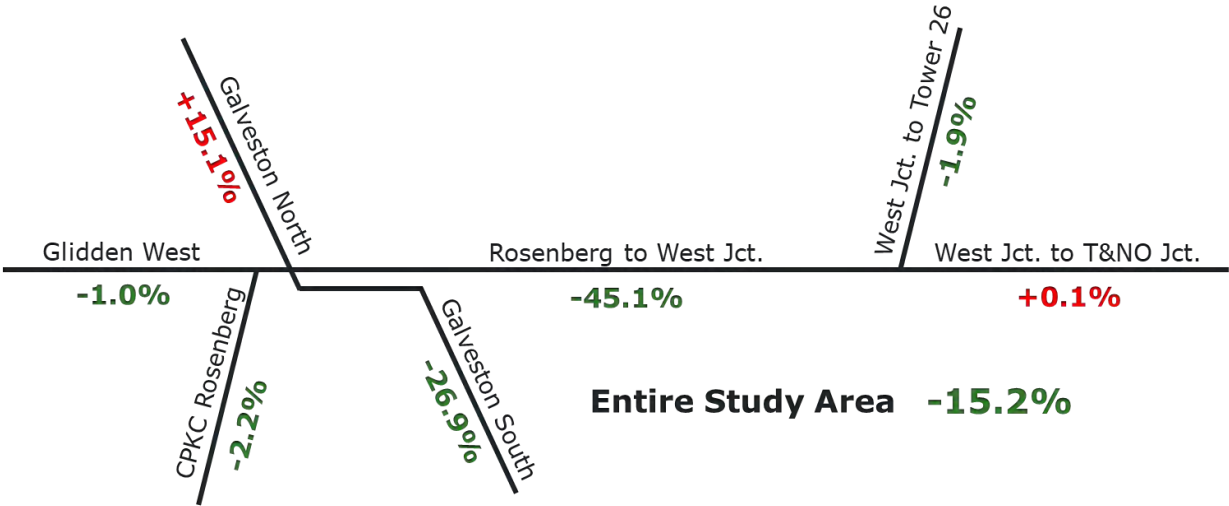 Galveston North
+15.1%
West Jct. to Tower 26
-1.9%
Glidden West
-1.0%
Rosenberg to West Jct.
-45.1%
West Jct. to T&NO Jct.
+0.1%
CPKC Rosenberg
-2.2%
Galveston South
-26.9%
Entire Study Area -15.2%